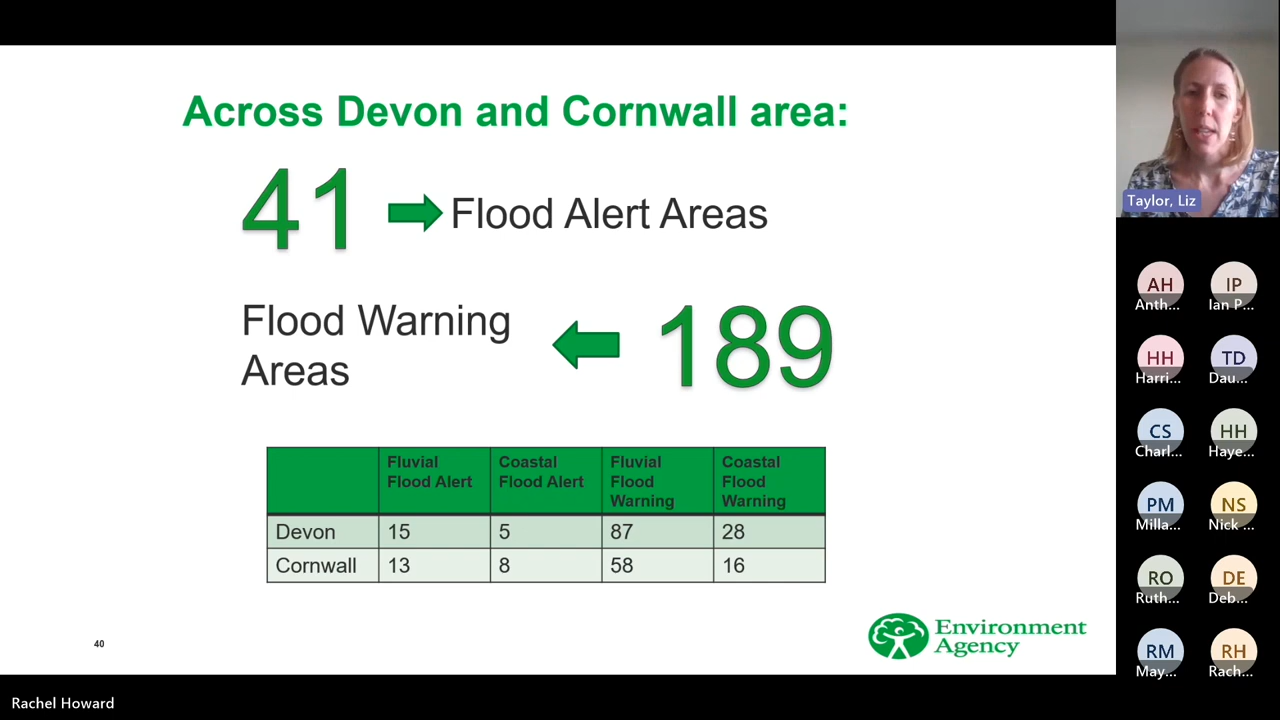 Across Devon and Cornwall area:
41 Flood Alert Areas
Flood Warning
Areas
189
Fluvial
Flood Alert
Coastal
Flood Alert
Fluvial
Flood
Warning
Coastal
Flood
Warning
Devon 15 5 87 28
Cornwall 13 8 58 16
40
Environment
Agency
Rachel Howard
Taylor, Liz
AH IP
Anth... Ian P...
HH TD
Harri... Dau...
CS HH
Charl... Haye...
PM NS
Milla... Nick ...
RO DE
Ruth... Deb...
RM RH
May... Rach...